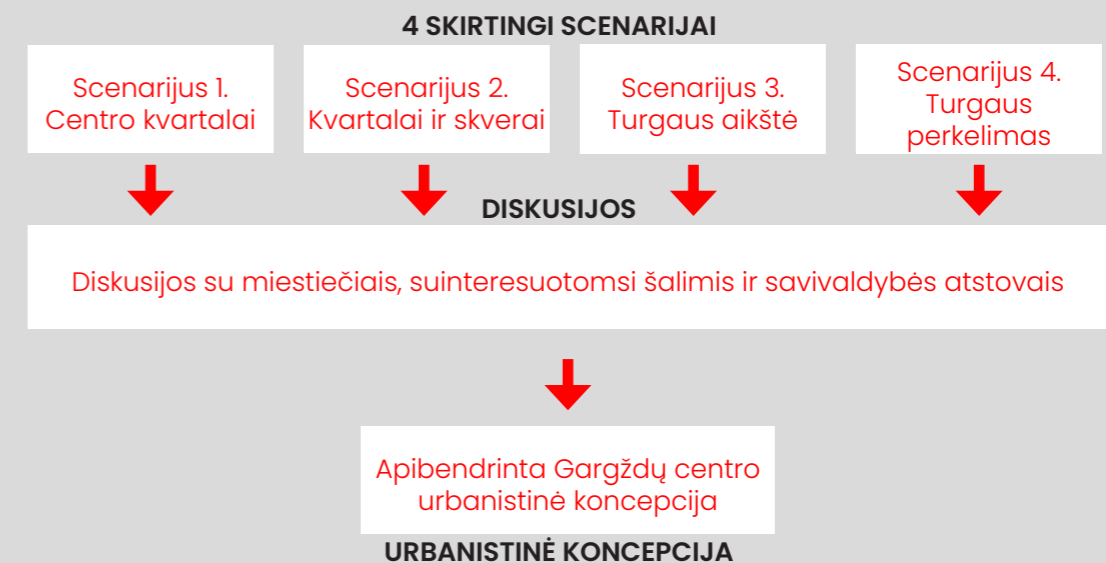 4 SKIRTINGI SCENARIJAI
Scenarijus 1.
Centro kvartalai
Scenarijus 2.
Kvartalai ir skverai
Scenarijus 3.
Turgaus aikštė
Scenarijus 4.
Turgaus
perkelimas
DISKUSIJOS
Diskusijos su miestiečiais, suinteresuotomsi šalimis ir savivaldybės atstovais
Apibendrinta Gargždų centro
urbanistinė koncepcija
URBANISTINĖ KONCEPCIJA